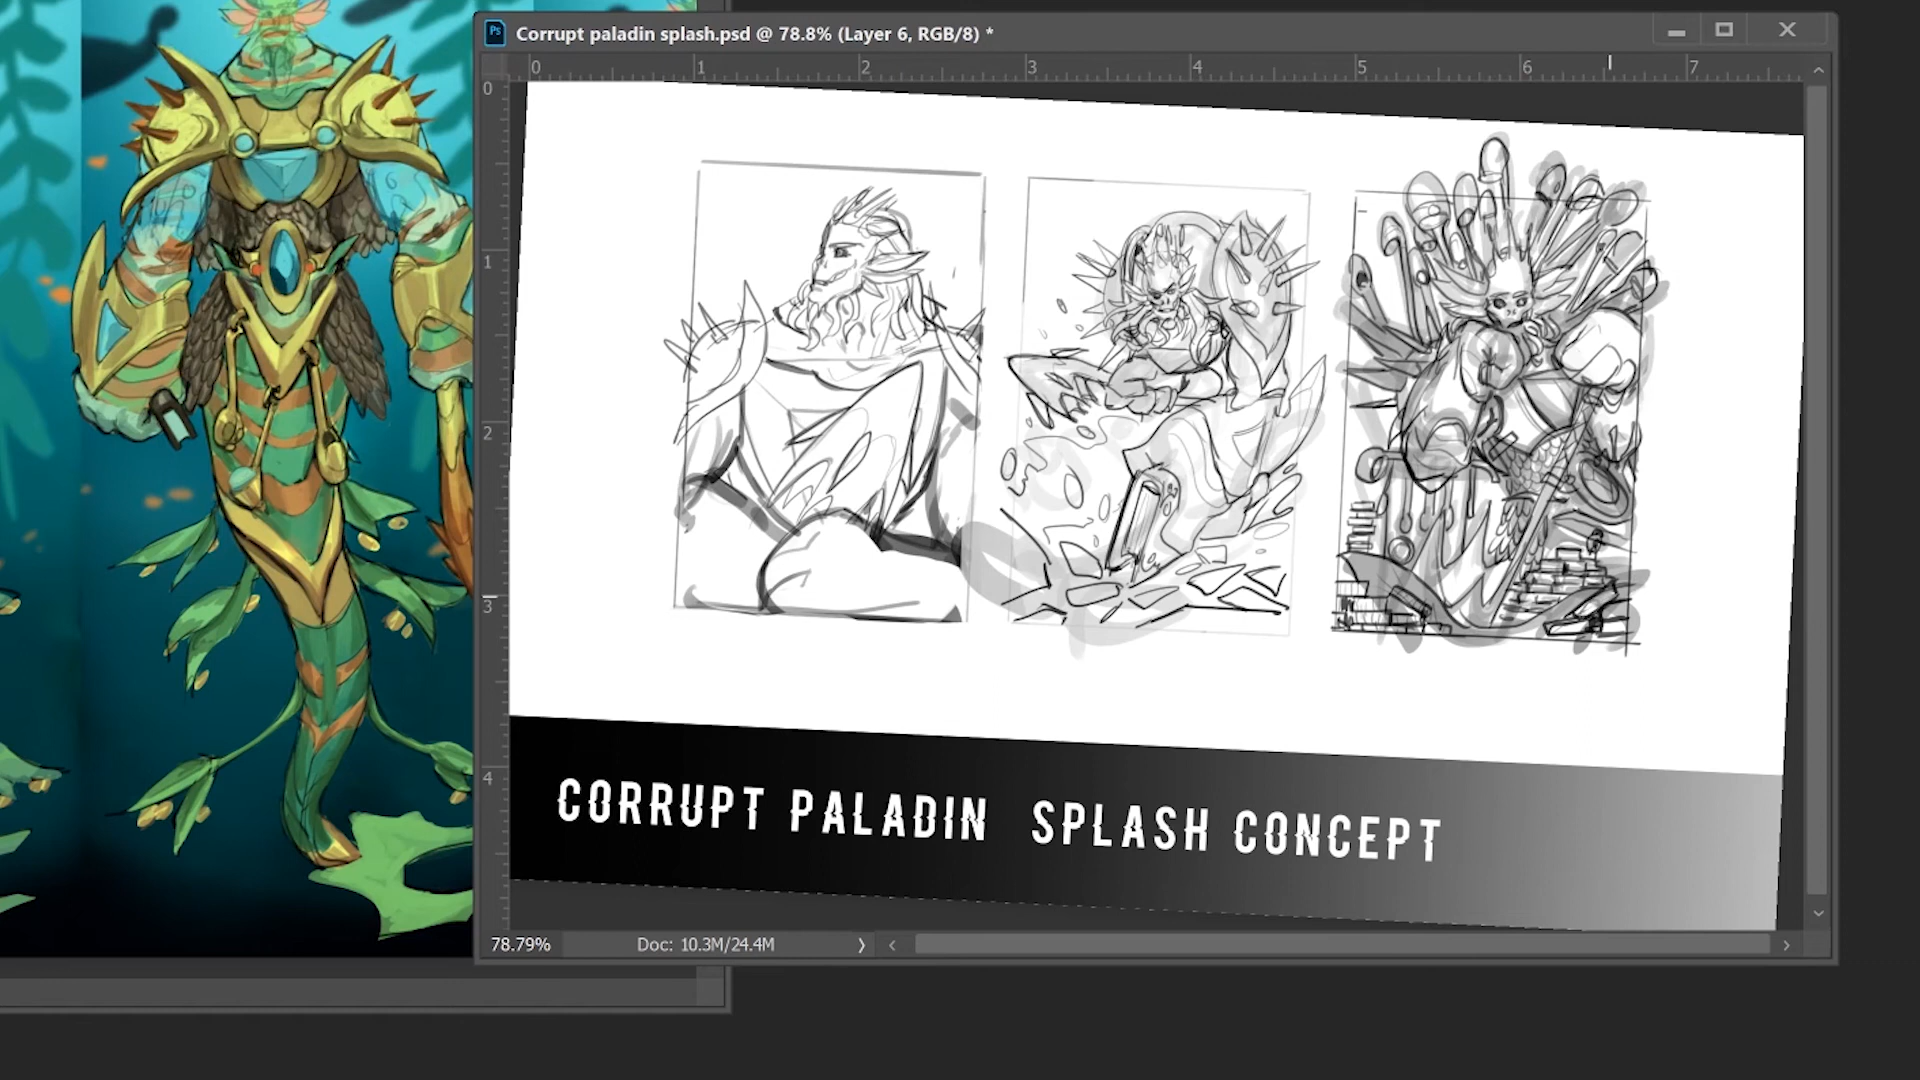 Ps Corrupt paladin splash.psd @ 78.8% (Layer 6, RGB/8) *
0 1 2 3 4 5 6 7
0
1
2
3
4
CORRUPT PALADIN SPLASH CONCEPT
78.79% Doc: 10.3M/24.4M